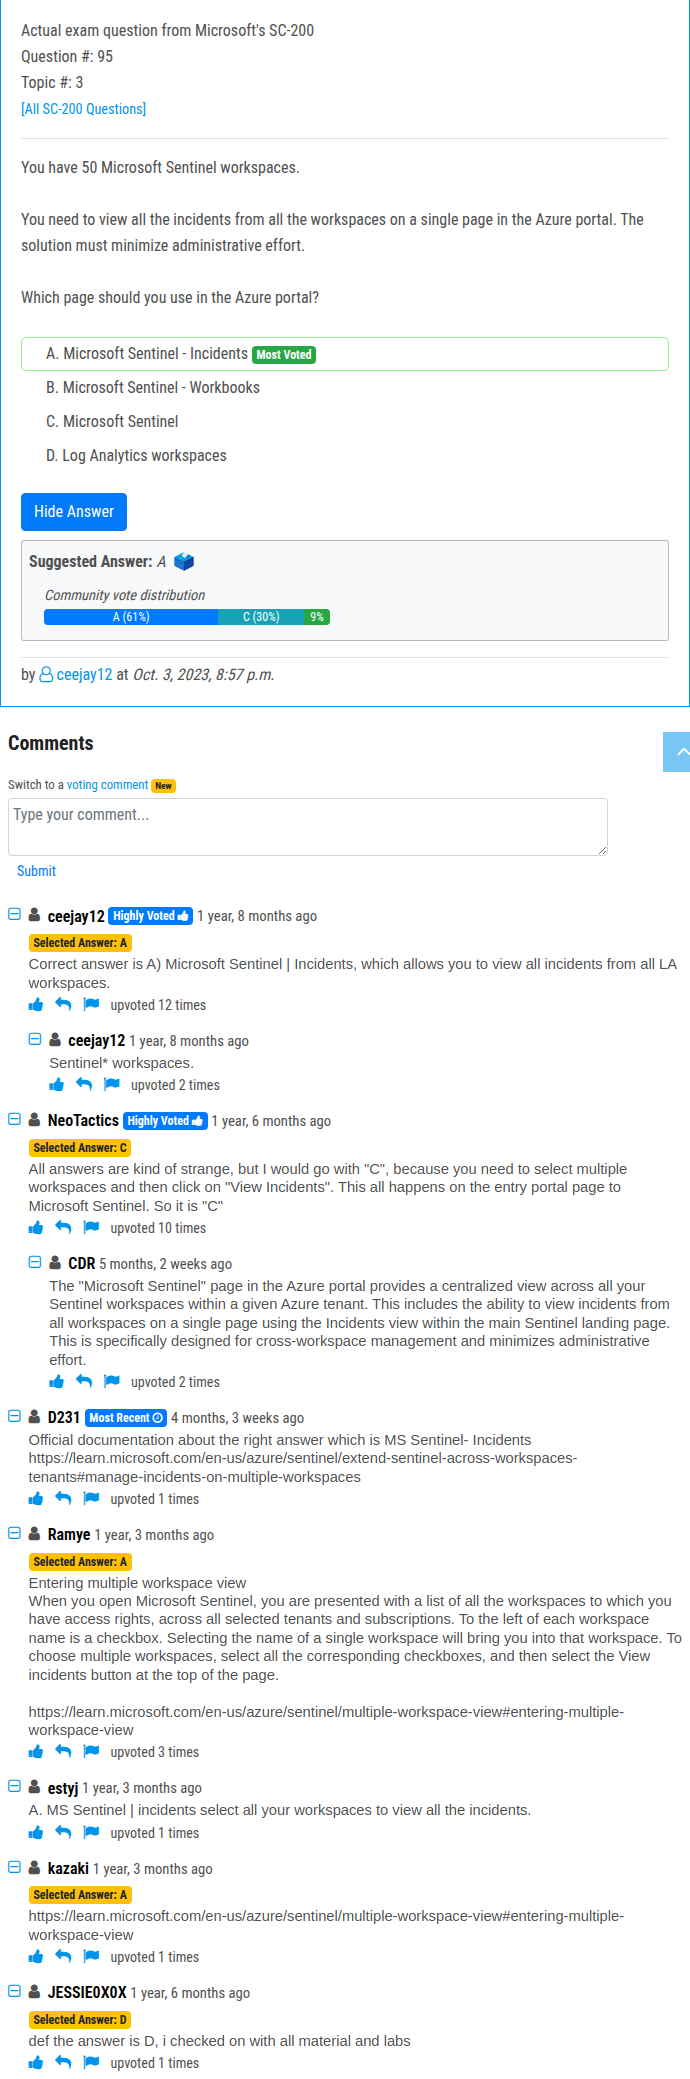 Actual exam question from Microsoft's SC-200
Question #: 95
Topic #: 3
[All SC-200 Questions]
You have 50 Microsoft Sentinel workspaces.
You need to view all the incidents from all the workspaces on a single page in the Azure portal. The
solution must minimize administrative effort.
Which page should you use in the Azure portal?
A. Microsoft Sentinel - Incidents Most Voted
B. Microsoft Sentinel - Workbooks
C. Microsoft Sentinel
D. Log Analytics workspaces
Hide Answer
Suggested Answer: A
Community vote distribution
A (61%) C (30%) 9%
by ceejay12 at Oct. 3, 2023, 8:57 p.m.
Comments
Switch to a voting comment New
Type your comment...
Submit
ceejay12 Highly Voted 1 year, 8 months ago
Selected Answer: A
Correct answer is A) Microsoft Sentinel | Incidents, which allows you to view all incidents from all LA
workspaces.
upvoted 12 times
ceejay12 1 year, 8 months ago
Sentinel* workspaces.
upvoted 2 times
NeoTactics Highly Voted 1 year, 6 months ago
Selected Answer: C
All answers are kind of strange, but I would go with "C", because you need to select multiple
workspaces and then click on "View Incidents". This all happens on the entry portal page to
Microsoft Sentinel. So it is "C"
upvoted 10 times
CDR 5 months, 2 weeks ago
The "Microsoft Sentinel" page in the Azure portal provides a centralized view across all your
Sentinel workspaces within a given Azure tenant. This includes the ability to view incidents from
all workspaces on a single page using the Incidents view within the main Sentinel landing page.
This is specifically designed for cross-workspace management and minimizes administrative
effort.
upvoted 2 times
D231 Most Recent 4 months, 3 weeks ago
Official documentation about the right answer which is MS Sentinel- Incidents
https://learn.microsoft.com/en-us/azure/sentinel/extend-sentinel-across-workspaces-
tenants#manage-incidents-on-multiple-workspaces
upvoted 1 times
Ramye 1 year, 3 months ago
Selected Answer: A
Entering multiple workspace view
When you open Microsoft Sentinel, you are presented with a list of all the workspaces to which you
have access rights, across all selected tenants and subscriptions. To the left of each workspace
name is a checkbox. Selecting the name of a single workspace will bring you into that workspace. To
choose multiple workspaces, select all the corresponding checkboxes, and then select the View
incidents button at the top of the page.
https://learn.microsoft.com/en-us/azure/sentinel/multiple-workspace-view#entering-multiple-
workspace-view
upvoted 3 times
estyj 1 year, 3 months ago
A. MS Sentinel | incidents select all your workspaces to view all the incidents.
upvoted 1 times
kazaki 1 year, 3 months ago
Selected Answer: A
https://learn.microsoft.com/en-us/azure/sentinel/multiple-workspace-view#entering-multiple-
workspace-view
upvoted 1 times
JESSIE0X0X 1 year, 6 months ago
Selected Answer: D
def the answer is D, i checked on with all material and labs
upvoted 1 times